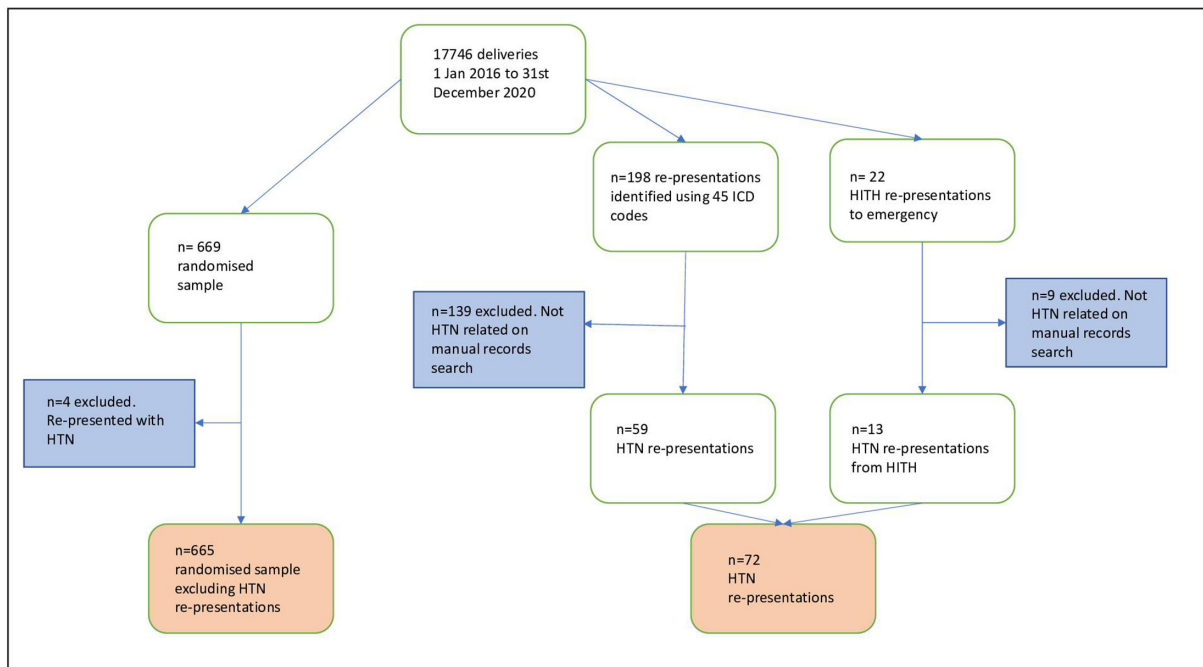 17746 deliveries
1 Jan 2016 to 31st
December 2020
n=198 re-presentations
identified using 45 ICD
codes
n= 22
HITH re-presentations
to emergency
n= 669
randomised
sample
n=139 excluded. Not
HTN related on
manual records
search
n=9 excluded. Not
HTN related on
manual records
search
n=4 excluded.
Re-presented with
HTN
n=59
HTN re-presentations
n=13
HTN re-presentations
from HITH
n=665
randomised sample
excluding HTN
re-presentations
n=72
HTN
re-presentations